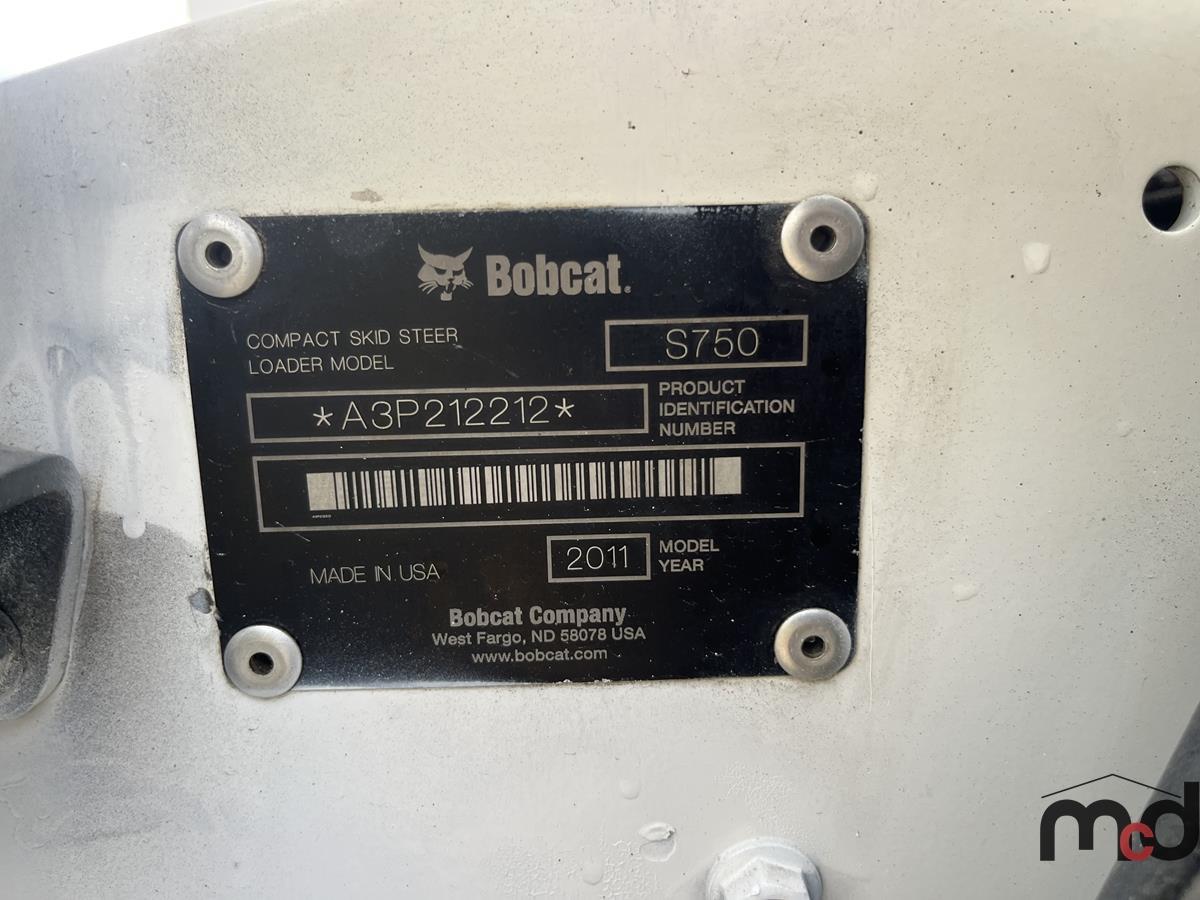 Bobcat.
COMPACT SKID STEER
LOADER MODEL
S750
*A3P212212*
PRODUCT
IDENTIFICATION
NUMBER
MADE IN USA
2011
MODEL
YEAR
Bobcat Company
West Fargo, ND 58078 USA
www.bobcat.com
mcd